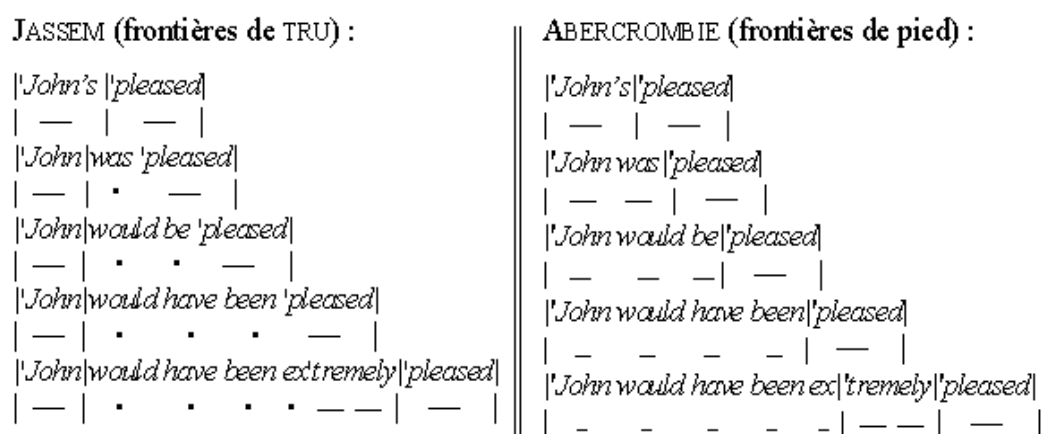 JASSEM (frontières de TRU) :
|'John's |'pleased|
| — | — |
|'John|was 'pleased|
| — | · — |
|'John|would be 'pleased|
| — | · · — |
|'John|would have been 'pleased|
| — | · · · — |
|'John|would have been ex'tremely|'pleased|
| — | · · · · — — | — |
ABERCROMBIE (frontières de pied) :
|'John's|'pleased|
| — | — |
|'John was|'pleased|
| — — | — |
|'John would be|'pleased|
| – – – | — |
|'John would have been|'pleased|
| – – – – | — |
|'John would have been ex|'tremely|'pleased|
| - - - - - | — — | — |